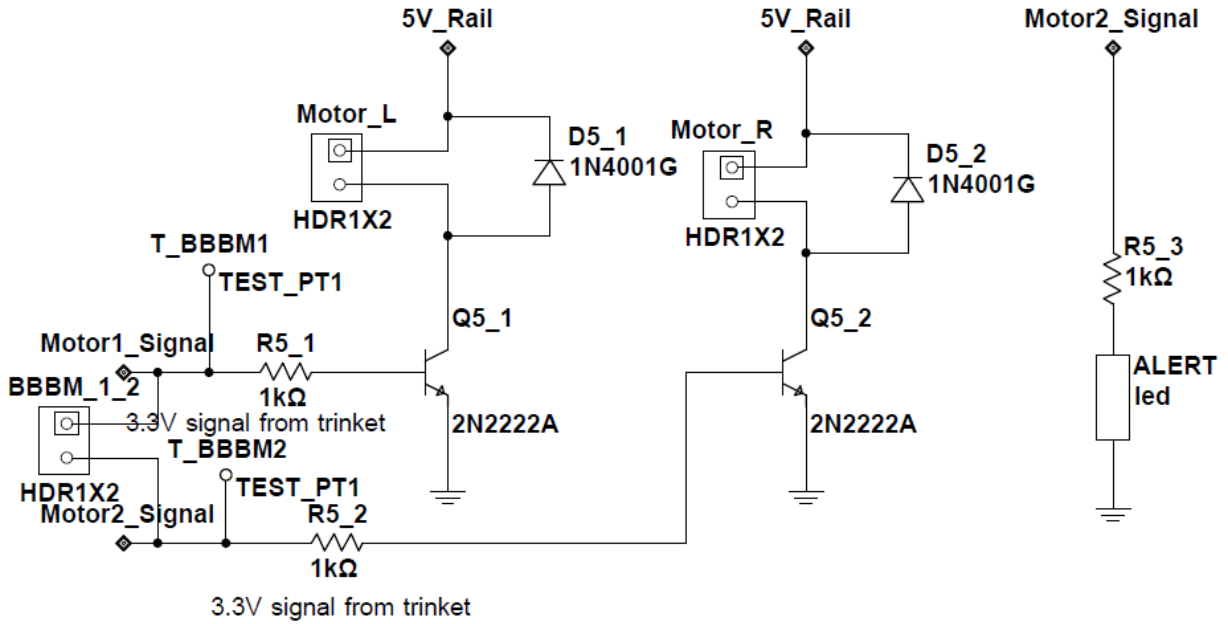 5V_Rail
5V_Rail
Motor2_Signal
Motor_L
D5_1
1N4001G
HDR1X2
Motor_R
D5_2
1N4001G
HDR1X2
T_BBBM1
TEST_PT1
R5_3
1kΩ
Q5_1
Q5_2
Motor1_Signal
R5_1
1kΩ
ALERT
led
BBBM_1_2
3.3V signal from trinket
2N2222A
2N2222A
T_BBBM2
TEST_PT1
HDR1X2
Motor2_Signal
R5_2
1kΩ
3.3V signal from trinket